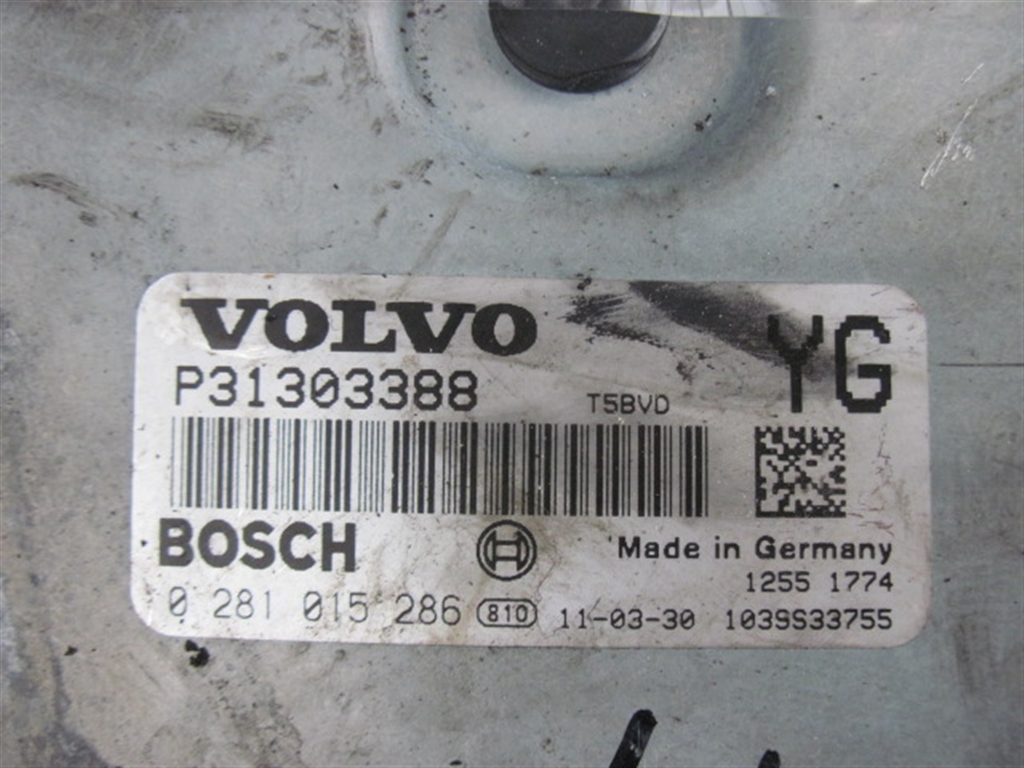 VOLVO
YG
P31303388
T5BVD
BOSCH
Made in Germany
1255 1774
0 281 015 286 810 11-03-30 1039S33755